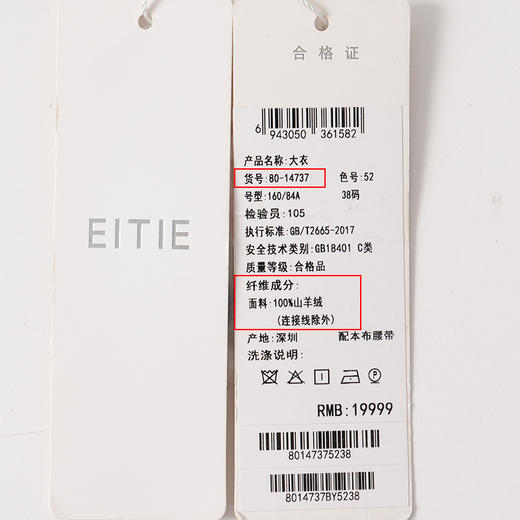 EITIE
合格证
6 943050 361582
产品名称:大衣
货号:80-14737 色号:52
号型:160/84A 38码
检验员:105
执行标准:GB/T2665-2017
安全技术类别:GB18401 C类
质量等级:合格品
纤维成分:
面料:100%山羊绒
(连接线除外)
产地:深圳 配本布腰带
洗涤说明:
P
RMB:19999
80147375238
8014737BY5238